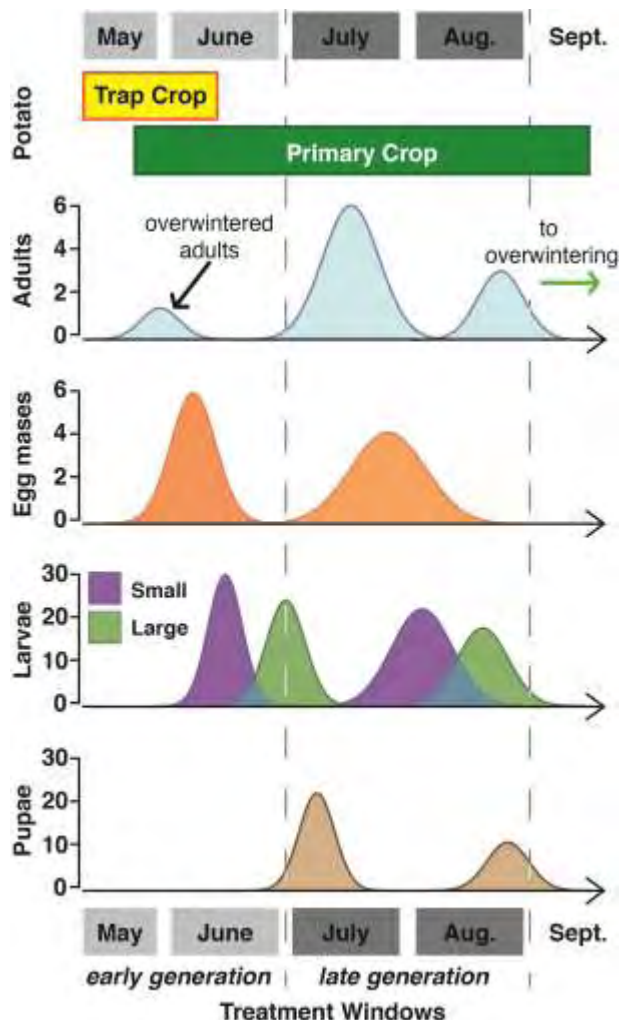 May June July Aug. Sept.
Potato
Trap Crop
Primary Crop
Adults
6
4
2
0
overwintered
adults
to
overwintering
Egg mases
6
4
2
0
Larvae
30
20
10
0
Small
Large
Pupae
30
20
10
0
May June July Aug. Sept.
early generation late generation
Treatment Windows